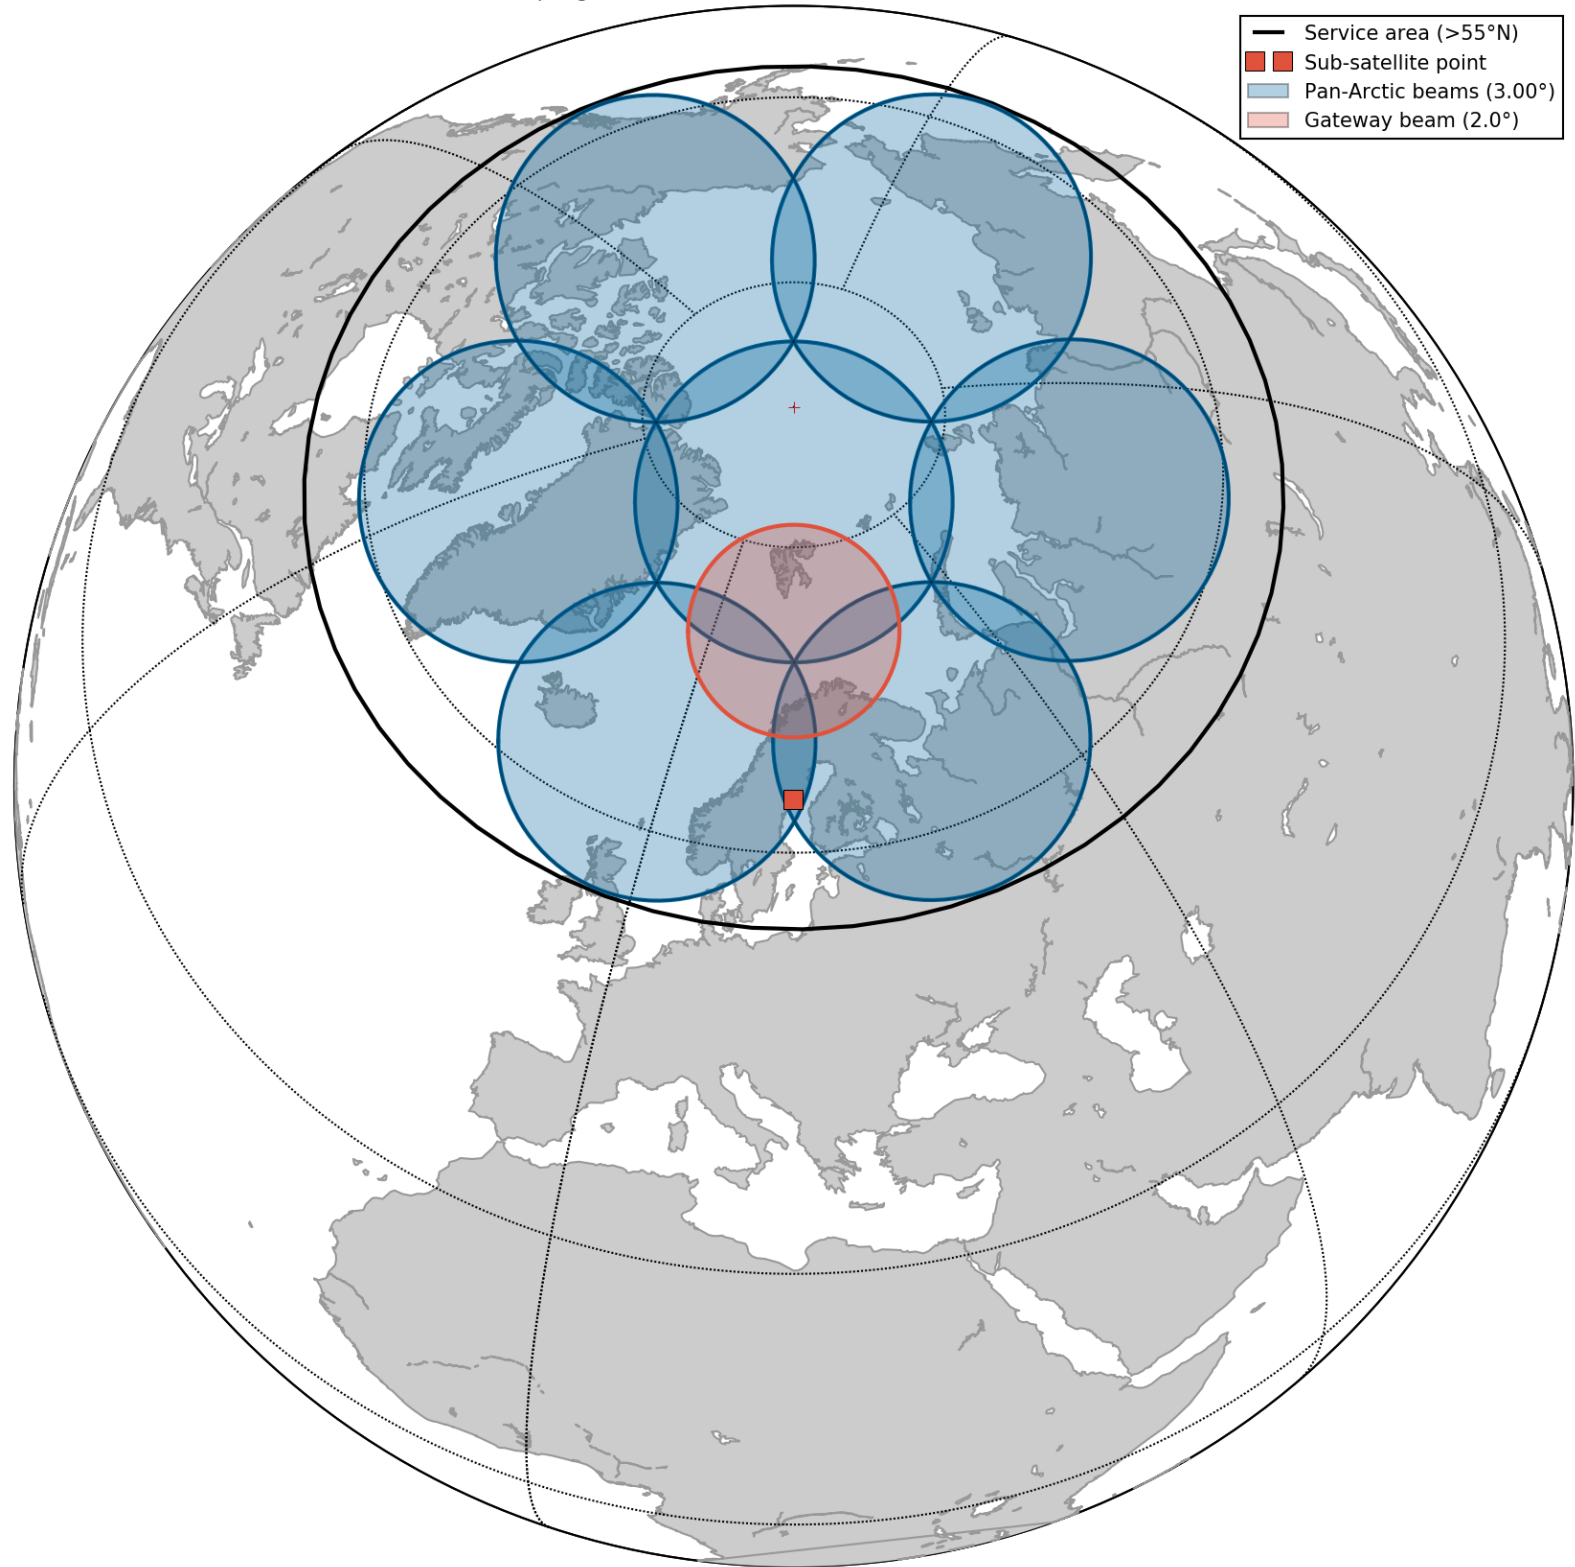 Service area (>55°N)
Sub-satellite point
Pan-Arctic beams (3.00°)
Gateway beam (2.0°)